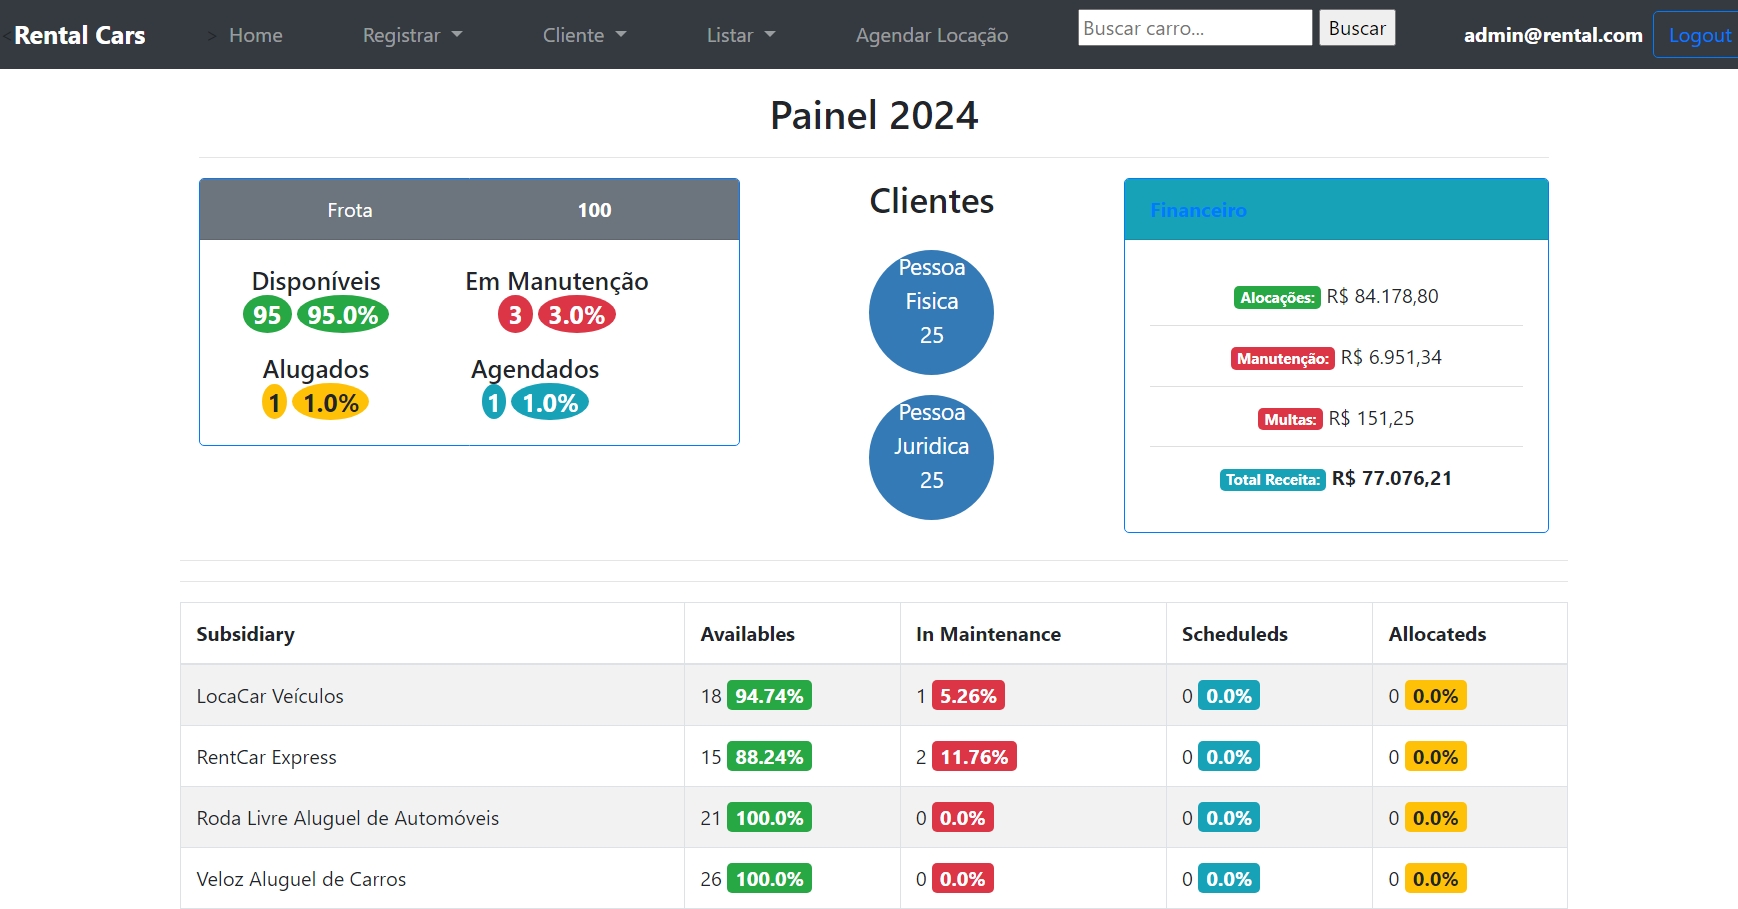 <Rental Cars > Home Registrar Cliente Listar Agendar Locação Buscar carro... Buscar admin@rental.com Logout
Painel 2024
Frota 100
Disponíveis Em Manutenção
95 95.0% 3 3.0%
Alugados Agendados
1 1.0% 1 1.0%
Clientes
Pessoa
Fisica
25
Pessoa
Juridica
25
Financeiro
Alocações: R$ 84.178,80
Manutenção: R$ 6.951,34
Multas: R$ 151,25
Total Receita: R$ 77.076,21
Subsidiary Availables In Maintenance Scheduleds Allocateds
LocaCar Veículos 18 94.74% 1 5.26% 0 0.0% 0 0.0%
RentCar Express 15 88.24% 2 11.76% 0 0.0% 0 0.0%
Roda Livre Aluguel de Automóveis 21 100.0% 0 0.0% 0 0.0% 0 0.0%
Veloz Aluguel de Carros 26 100.0% 0 0.0% 0 0.0% 0 0.0%